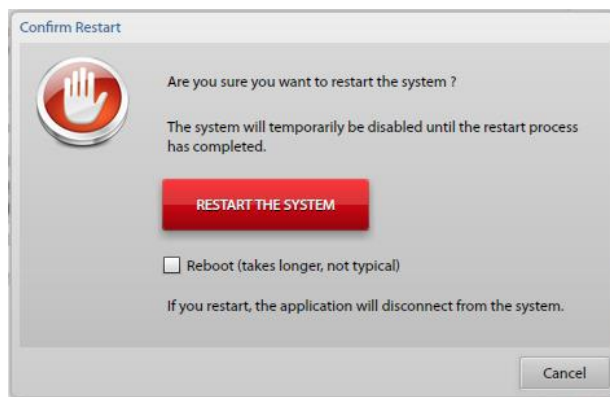 Confirm Restart
Are you sure you want to restart the system ?
The system will temporarily be disabled until the restart process
has completed.
RESTART THE SYSTEM
Reboot (takes longer, not typical)
If you restart, the application will disconnect from the system.
Cancel